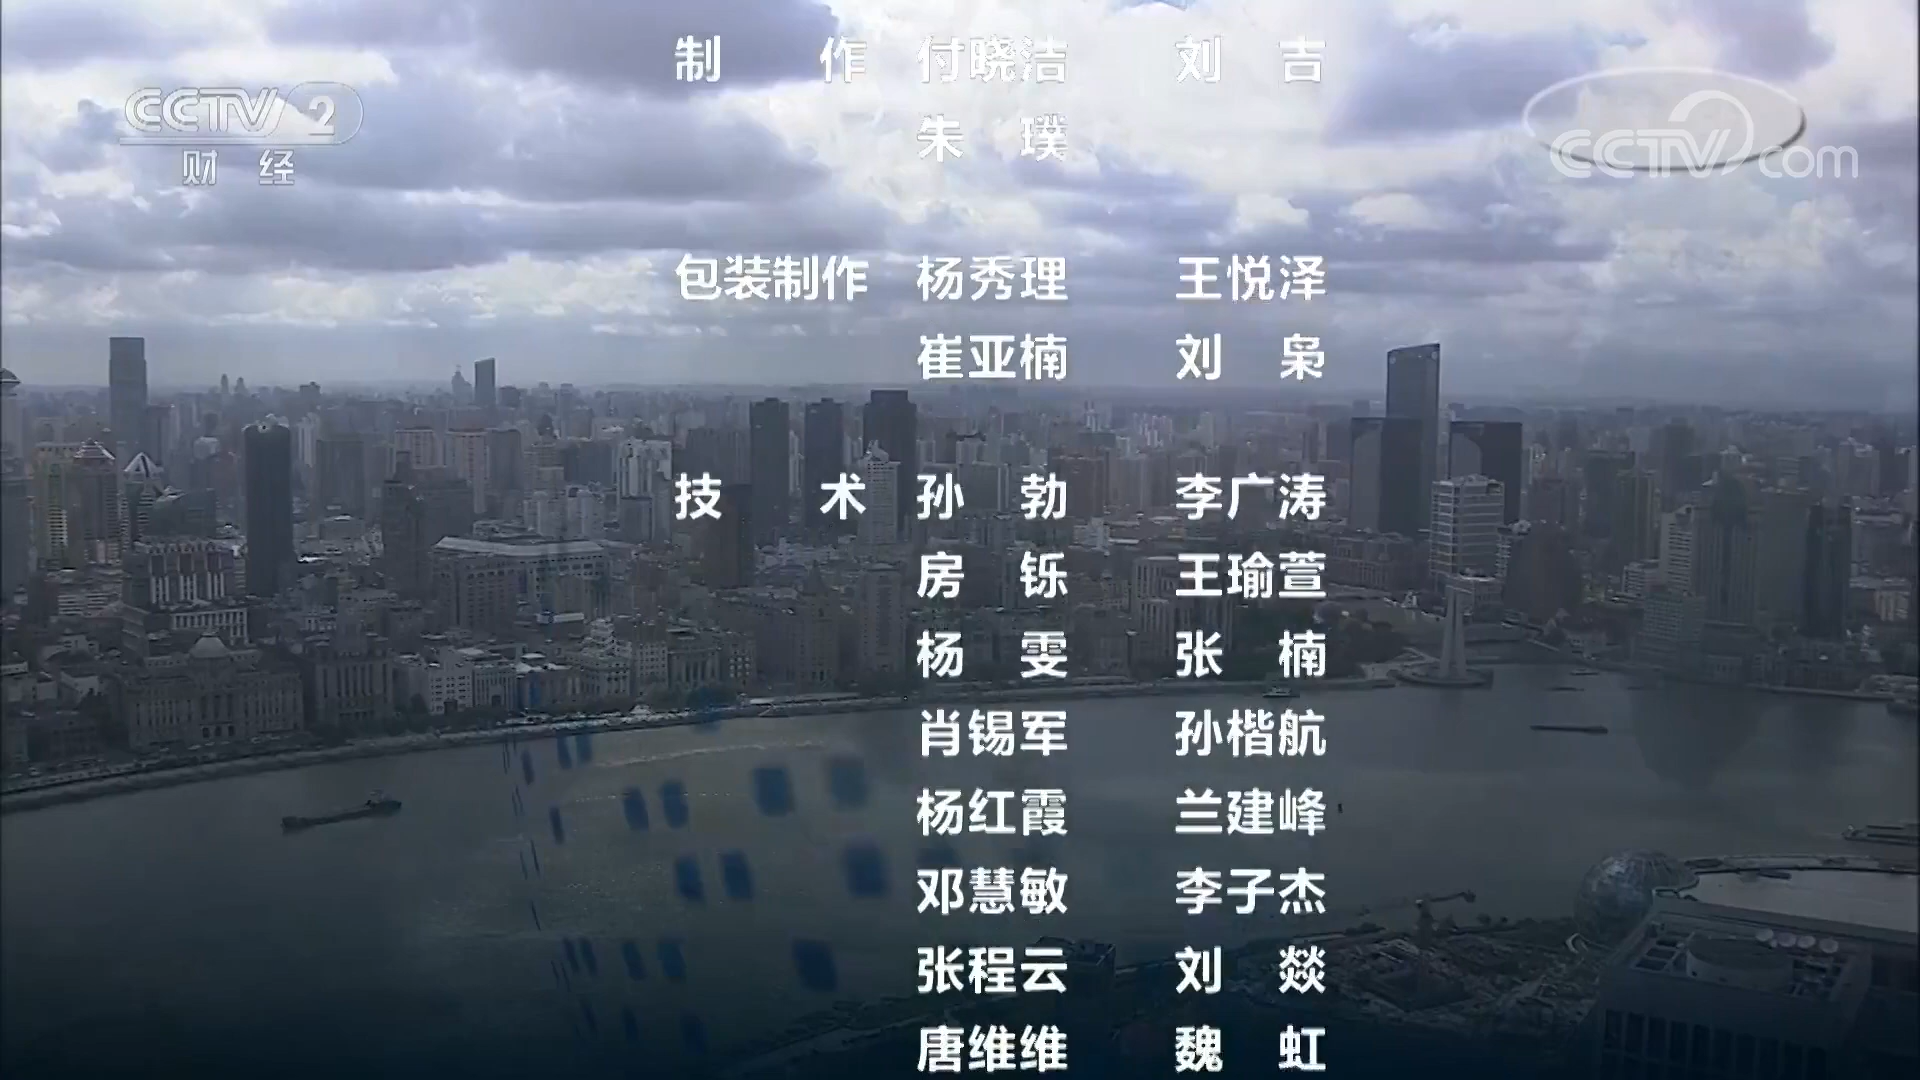 制 作 付晓洁 刘 吉
CCTV 2
财 经
CCTV.com
朱 璞
包装制作 杨秀理 王悦泽
崔亚楠 刘 枭
技 术 孙 勃 李广涛
房 铄 王瑜萱
杨 雯 张 楠
肖锡军 孙楷航
杨红霞 兰建峰
邓慧敏 李子杰
张程云 刘 燚
唐维维 魏 虹